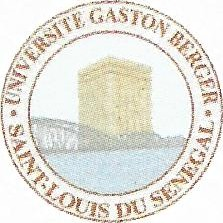 UNIVERSITE GASTON BERGER
SAINT-LOUIS DU SENEGAL